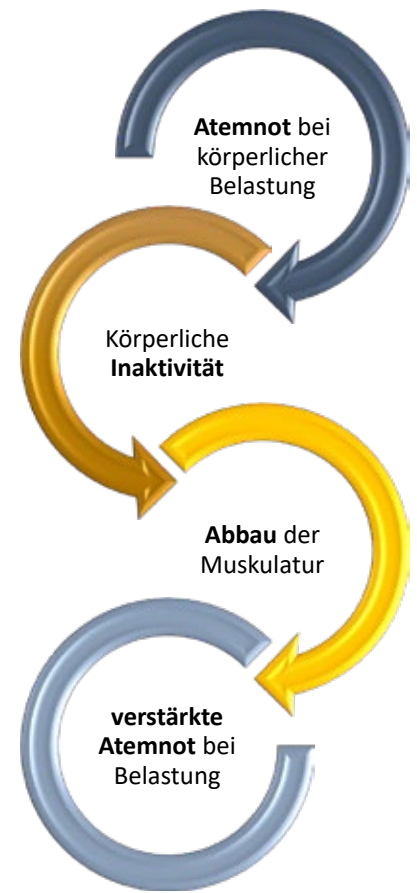 Atemnot bei
körperlicher
Belastung
Körperliche
Inaktivität
Abbau der
Muskulatur
verstärkte
Atemnot bei
Belastung